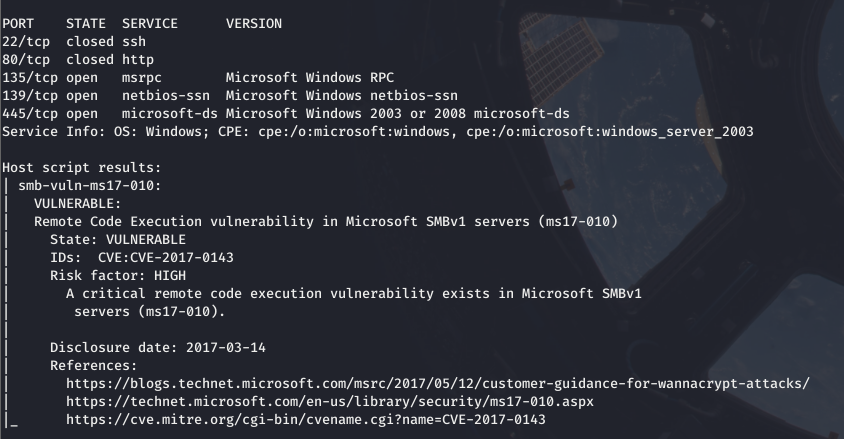 PORT    STATE  SERVICE      VERSION
22/tcp  closed ssh
80/tcp  closed http
135/tcp open   msrpc        Microsoft Windows RPC
139/tcp open   netbios-ssn  Microsoft Windows netbios-ssn
445/tcp open   microsoft-ds Microsoft Windows 2003 or 2008 microsoft-ds
Service Info: OS: Windows; CPE: cpe:/o:microsoft:windows, cpe:/o:microsoft:windows_server_2003

Host script results:
| smb-vuln-ms17-010:
|   VULNERABLE:
|   Remote Code Execution vulnerability in Microsoft SMBv1 servers (ms17-010)
|     State: VULNERABLE
|     IDs:  CVE:CVE-2017-0143
|     Risk factor: HIGH
|       A critical remote code execution vulnerability exists in Microsoft SMBv1
|        servers (ms17-010).
|
|     Disclosure date: 2017-03-14
|     References:
|       https://blogs.technet.microsoft.com/msrc/2017/05/12/customer-guidance-for-wannacrypt-attacks/
|       https://technet.microsoft.com/en-us/library/security/ms17-010.aspx
|_      https://cve.mitre.org/cgi-bin/cvename.cgi?name=CVE-2017-0143